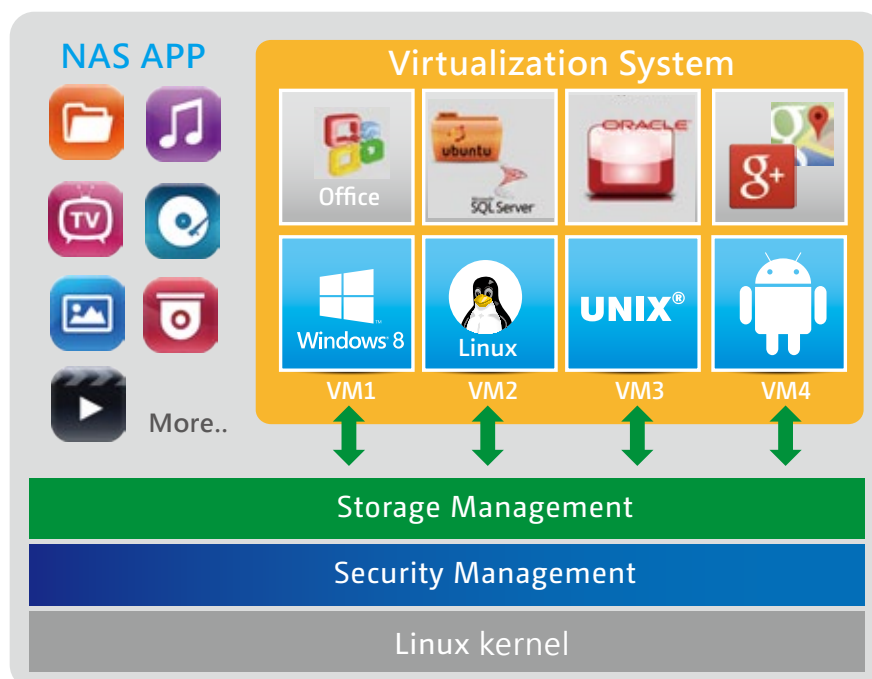 NAS APP
Virtualization System
Office
ubuntu
Microsoft
SQL Server
ORACLE
g+
TV
Windows 8
Linux
UNIX®
VM1
VM2
VM3
VM4
More..
Storage Management
Security Management
Linux kernel